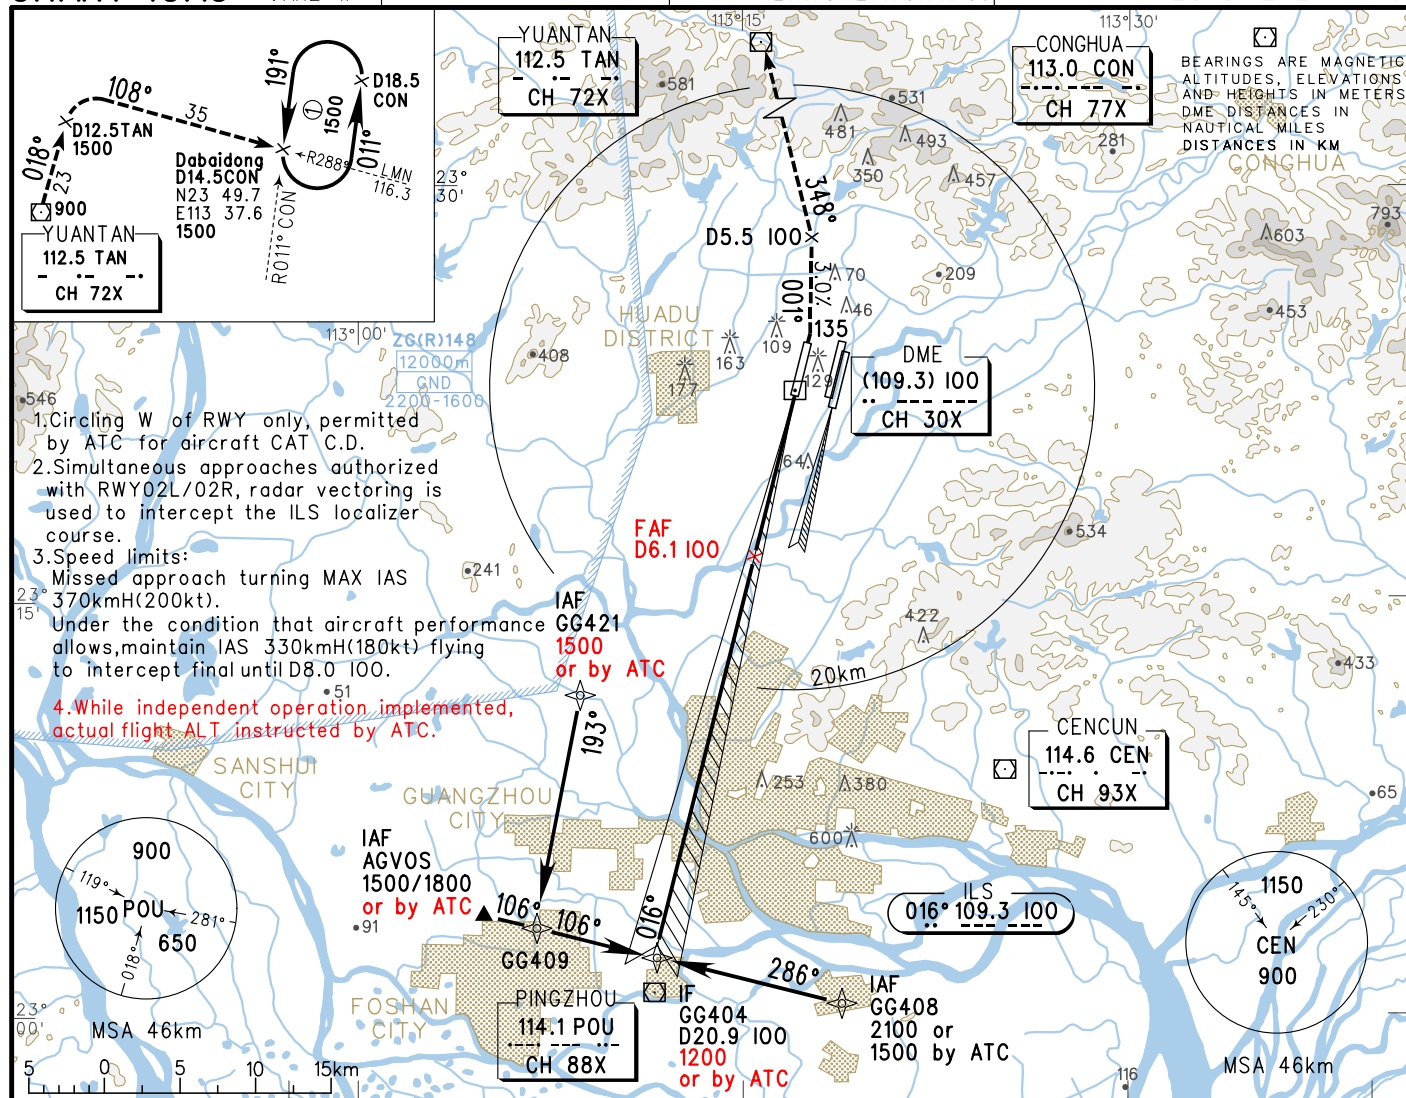 113°15'
113°30'
191°
108°
35
D18.5
CON
①
1500
011°
018°
D12.5TAN
1500
23
900
Dabaidong
D14.5CON
N23 49.7
E113 37.6
1500
R288°
LMN
116.3
R011° CON
YUANTAN
112.5 TAN
CH 72X
YUANTAN
112.5 TAN
CH 72X
CONGHUA
113.0 CON
CH 77X
BEARINGS ARE MAGNETIC
ALTITUDES, ELEVATIONS
AND HEIGHTS IN METERS
DME DISTANCES IN
NAUTICAL MILES
DISTANCES IN KM
CONGHUA
581
531
481
493
350
457
281
793
603
453
209
23°
30'
348°
D5.5 IOO
3.0%
001°
70
46
135
113°00'
ZG(R)148
12000m
GND
2200-1600
HUADU
DISTRICT
408
546
163
109
129
177
DME
(109.3) IOO
CH 30X
1.Circling W of RWY only, permitted
by ATC for aircraft CAT C.D.
2.Simultaneous approaches authorized
with RWY02L/02R, radar vectoring is
used to intercept the ILS localizer
course.
3.Speed limits:
Missed approach turning MAX IAS
370kmH(200kt).
Under the condition that aircraft performance
allows,maintain IAS 330kmH(180kt) flying
to intercept final until D8.0 IOO.
4.While independent operation implemented,
actual flight ALT instructed by ATC.
64
534
FAF
D6.1 IOO
241
23°
15'
IAF
GG421
1500
or by ATC
422
433
51
20km
193°
SANSHUI
CITY
GUANGZHOU
CITY
253
380
600
CENCUN
114.6 CEN
CH 93X
65
900
119°
1150
POU
281°
650
018°
MSA 46km
91
IAF
AGVOS
1500/1800
or by ATC
106°
106°
GG409
016°
ILS
016° 109.3 IOO
1150
145°
230°
CEN
900
MSA 46km
286°
IAF
GG408
2100 or
1500 by ATC
FOSHAN
CITY
PINGZHOU
114.1 POU
CH 88X
IF
GG404
D20.9 IOO
1200
or by ATC
23°
00'
5 0 5 10 15km
116